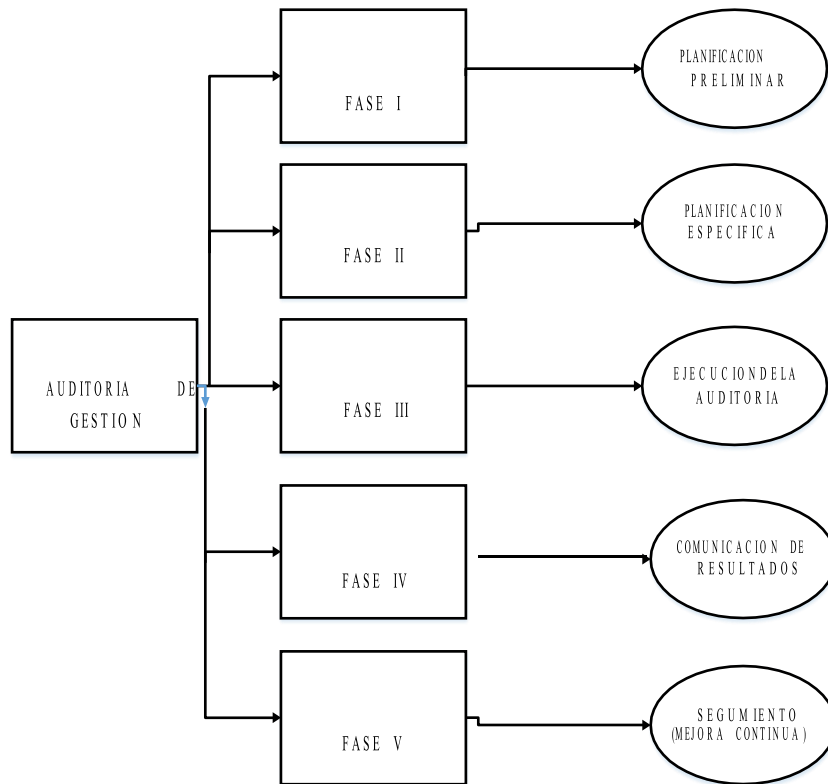 FASE I
PLANIFICACION
PRELIMINAR
FASE II
PLANIFICACION
ESPECIFICA
AUDITORIA DE
GESTION
FASE III
EJECUCIONDELA
AUDITORIA
FASE IV
COMUNICACION DE
RESULTADOS
FASE V
SEGUMIENTO
(MEJORA CONTINUA)